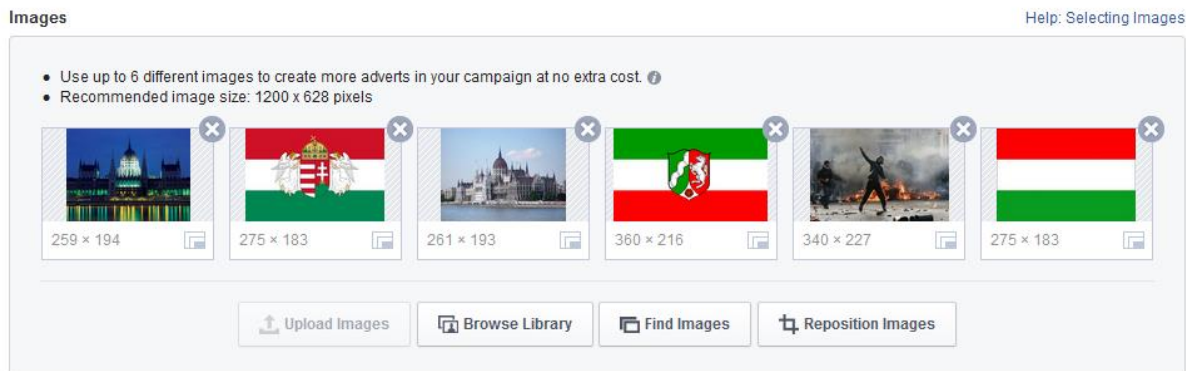 Images
Help: Selecting Images
Use up to 6 different images to create more adverts in your campaign at no extra cost.
Recommended image size: 1200 x 628 pixels
259 × 194
275 × 183
261 × 193
360 × 216
340 × 227
275 × 183
Upload Images
Browse Library
Find Images
Reposition Images